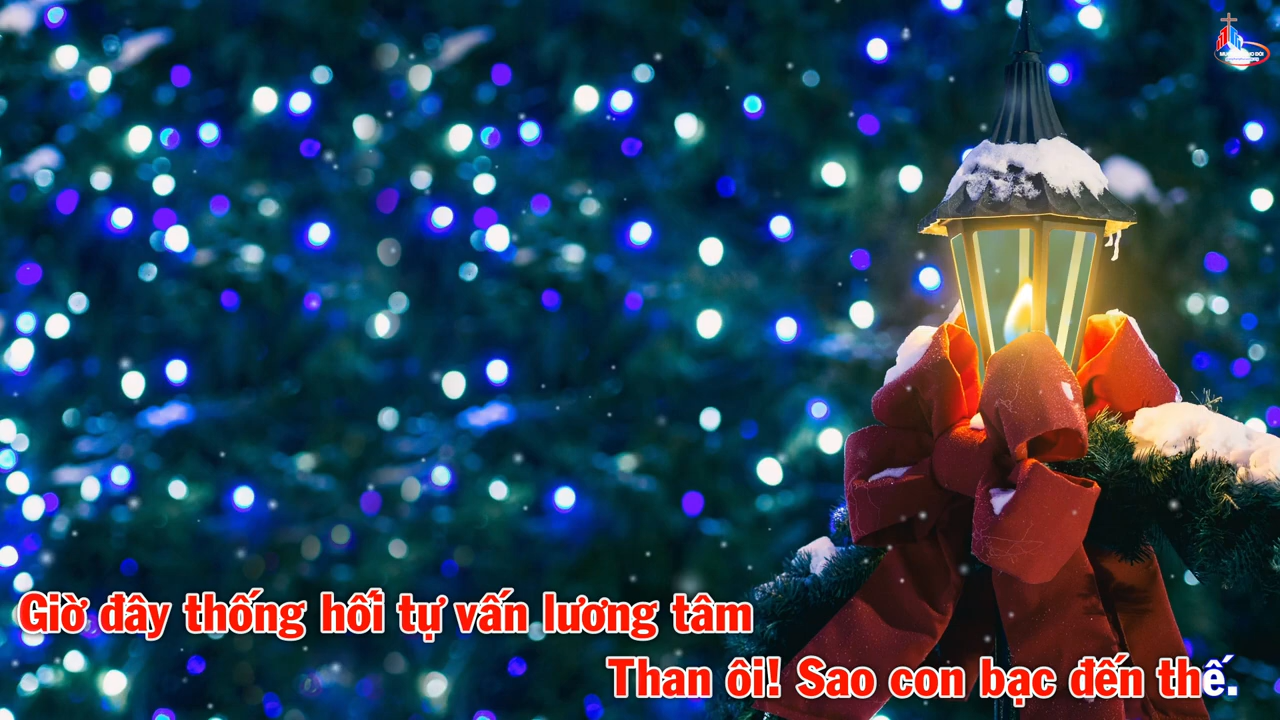 Giờ đây thống hối tự vấn lương tâm
Than ôi! Sao con bạc đến thế.